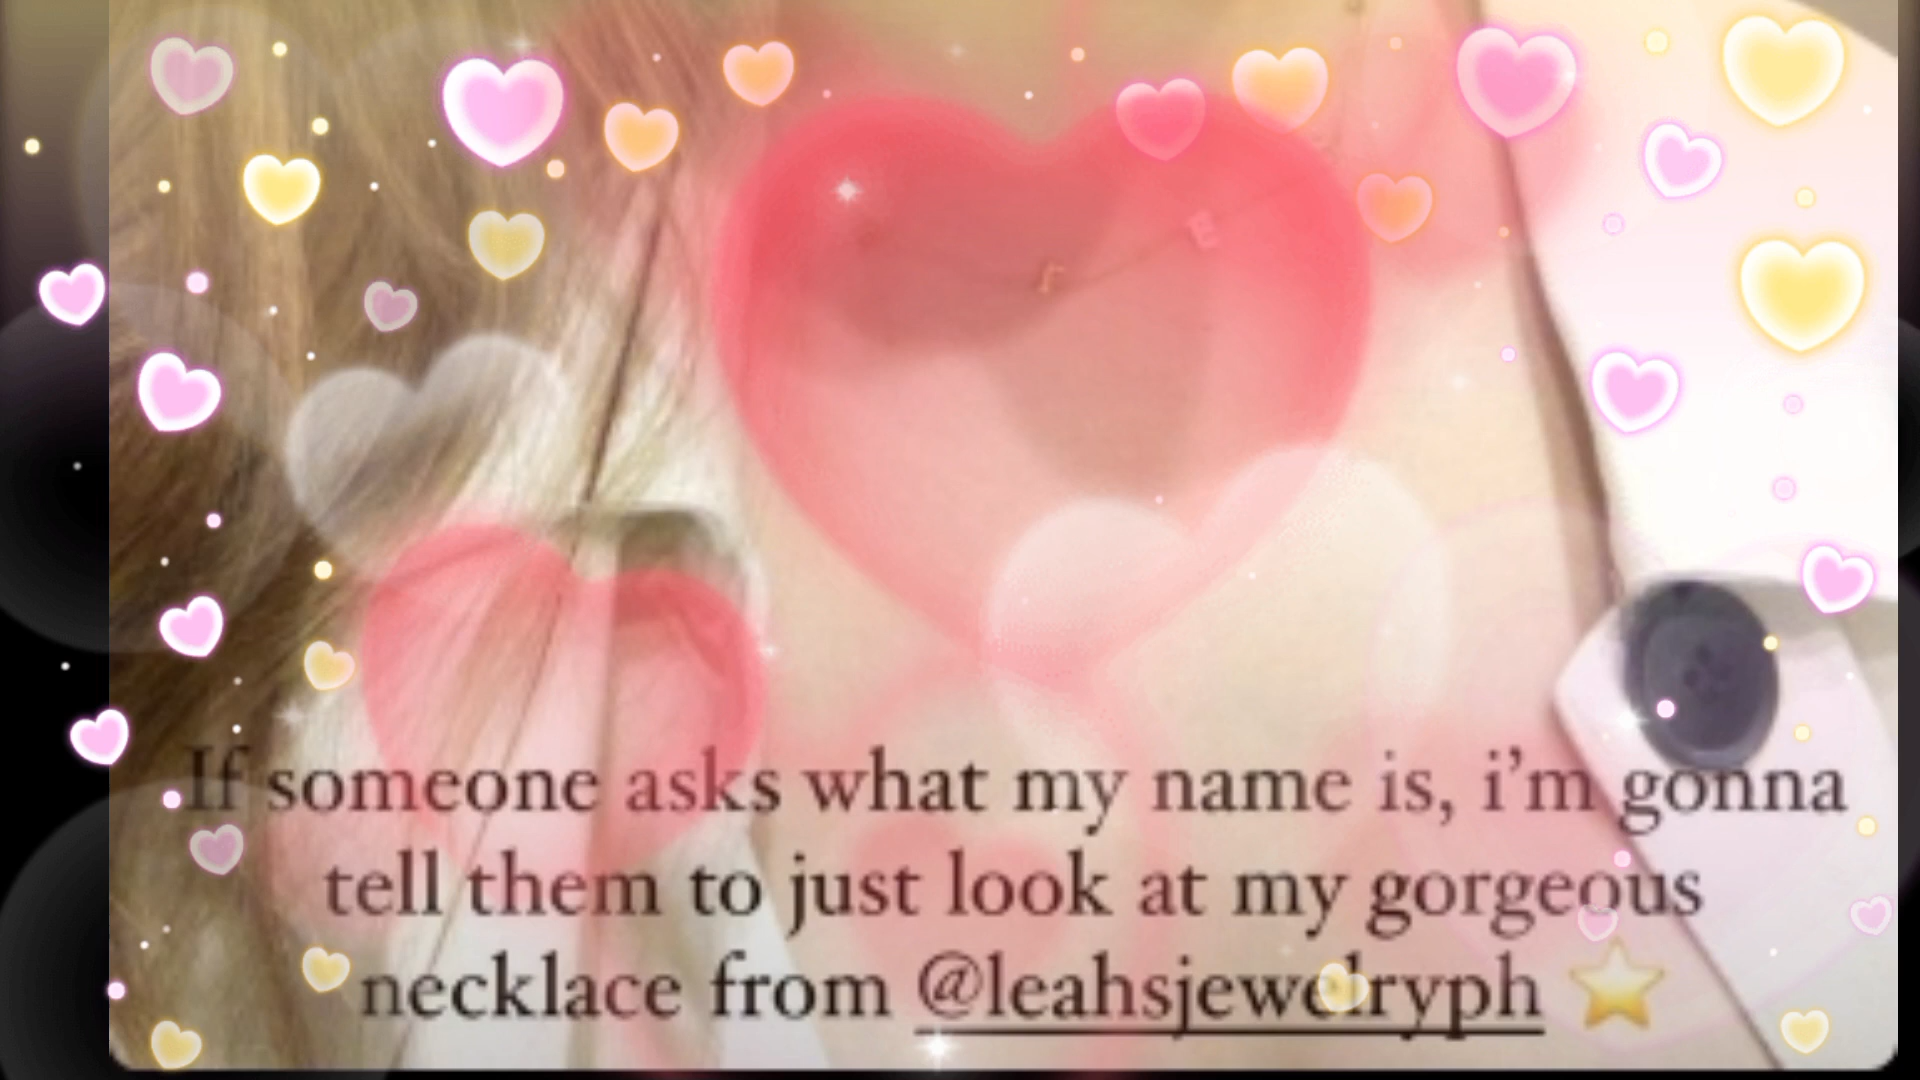 If someone asks what my name is, i'm gonna
tell them to just look at my gorgeous
necklace from @leahsjewelryph ⭐